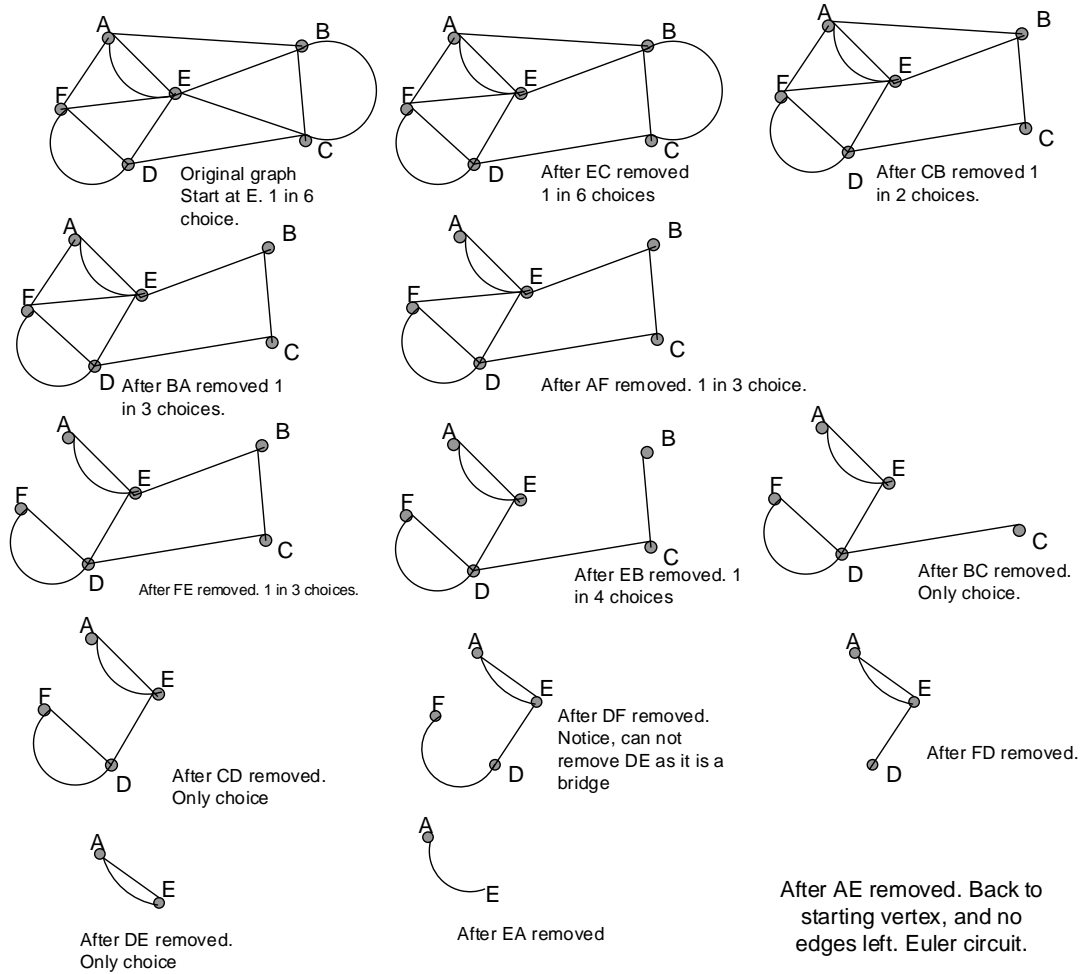 A
B
E
F
C
D
Original graph
Start at E. 1 in 6
choice.
A
B
E
F
C
D
After EC removed
1 in 6 choices
A
B
E
F
C
D
After CB removed 1
in 2 choices.
A
B
E
F
C
D
After BA removed 1
in 3 choices.
A
B
E
F
C
D
After AF removed. 1 in 3 choice.
A
B
E
F
C
D
After FE removed. 1 in 3 choices.
A
B
E
F
C
D
After EB removed. 1
in 4 choices
A
E
F
C
D
After BC removed.
Only choice.
A
E
F
D
After CD removed.
Only choice
A
E
F
D
After DF removed.
Notice, can not
remove DE as it is a
bridge
A
E
D
After FD removed.
A
E
After DE removed.
Only choice
A
E
After EA removed
After AE removed. Back to
starting vertex, and no
edges left. Euler circuit.